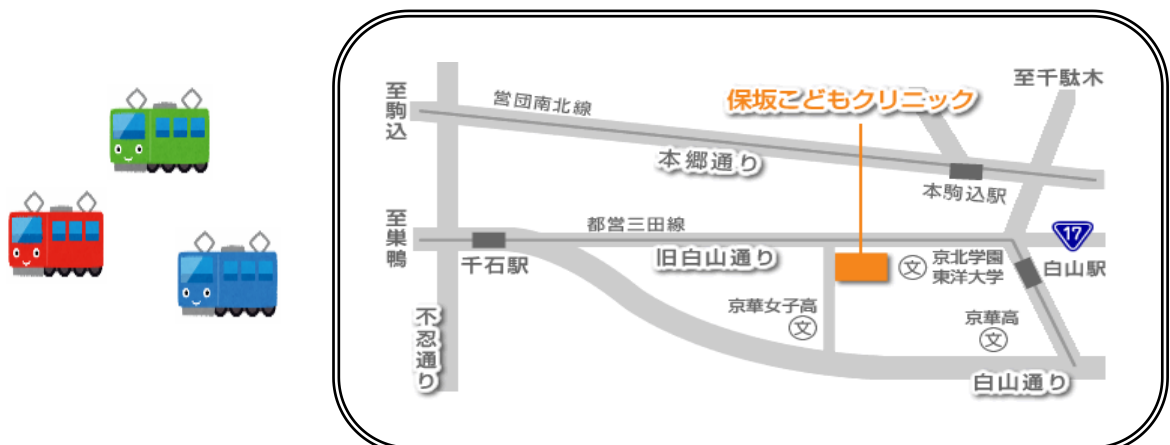 至駒込
営団南北線
保坂こどもクリニック
至千駄木
本郷通り
本駒込駅
至巣鴨
都営三田線
17
千石駅
旧白山通り
文
京北学園
東洋大学
白山駅
不忍通り
京華女子高
文
京華高
文
白山通り